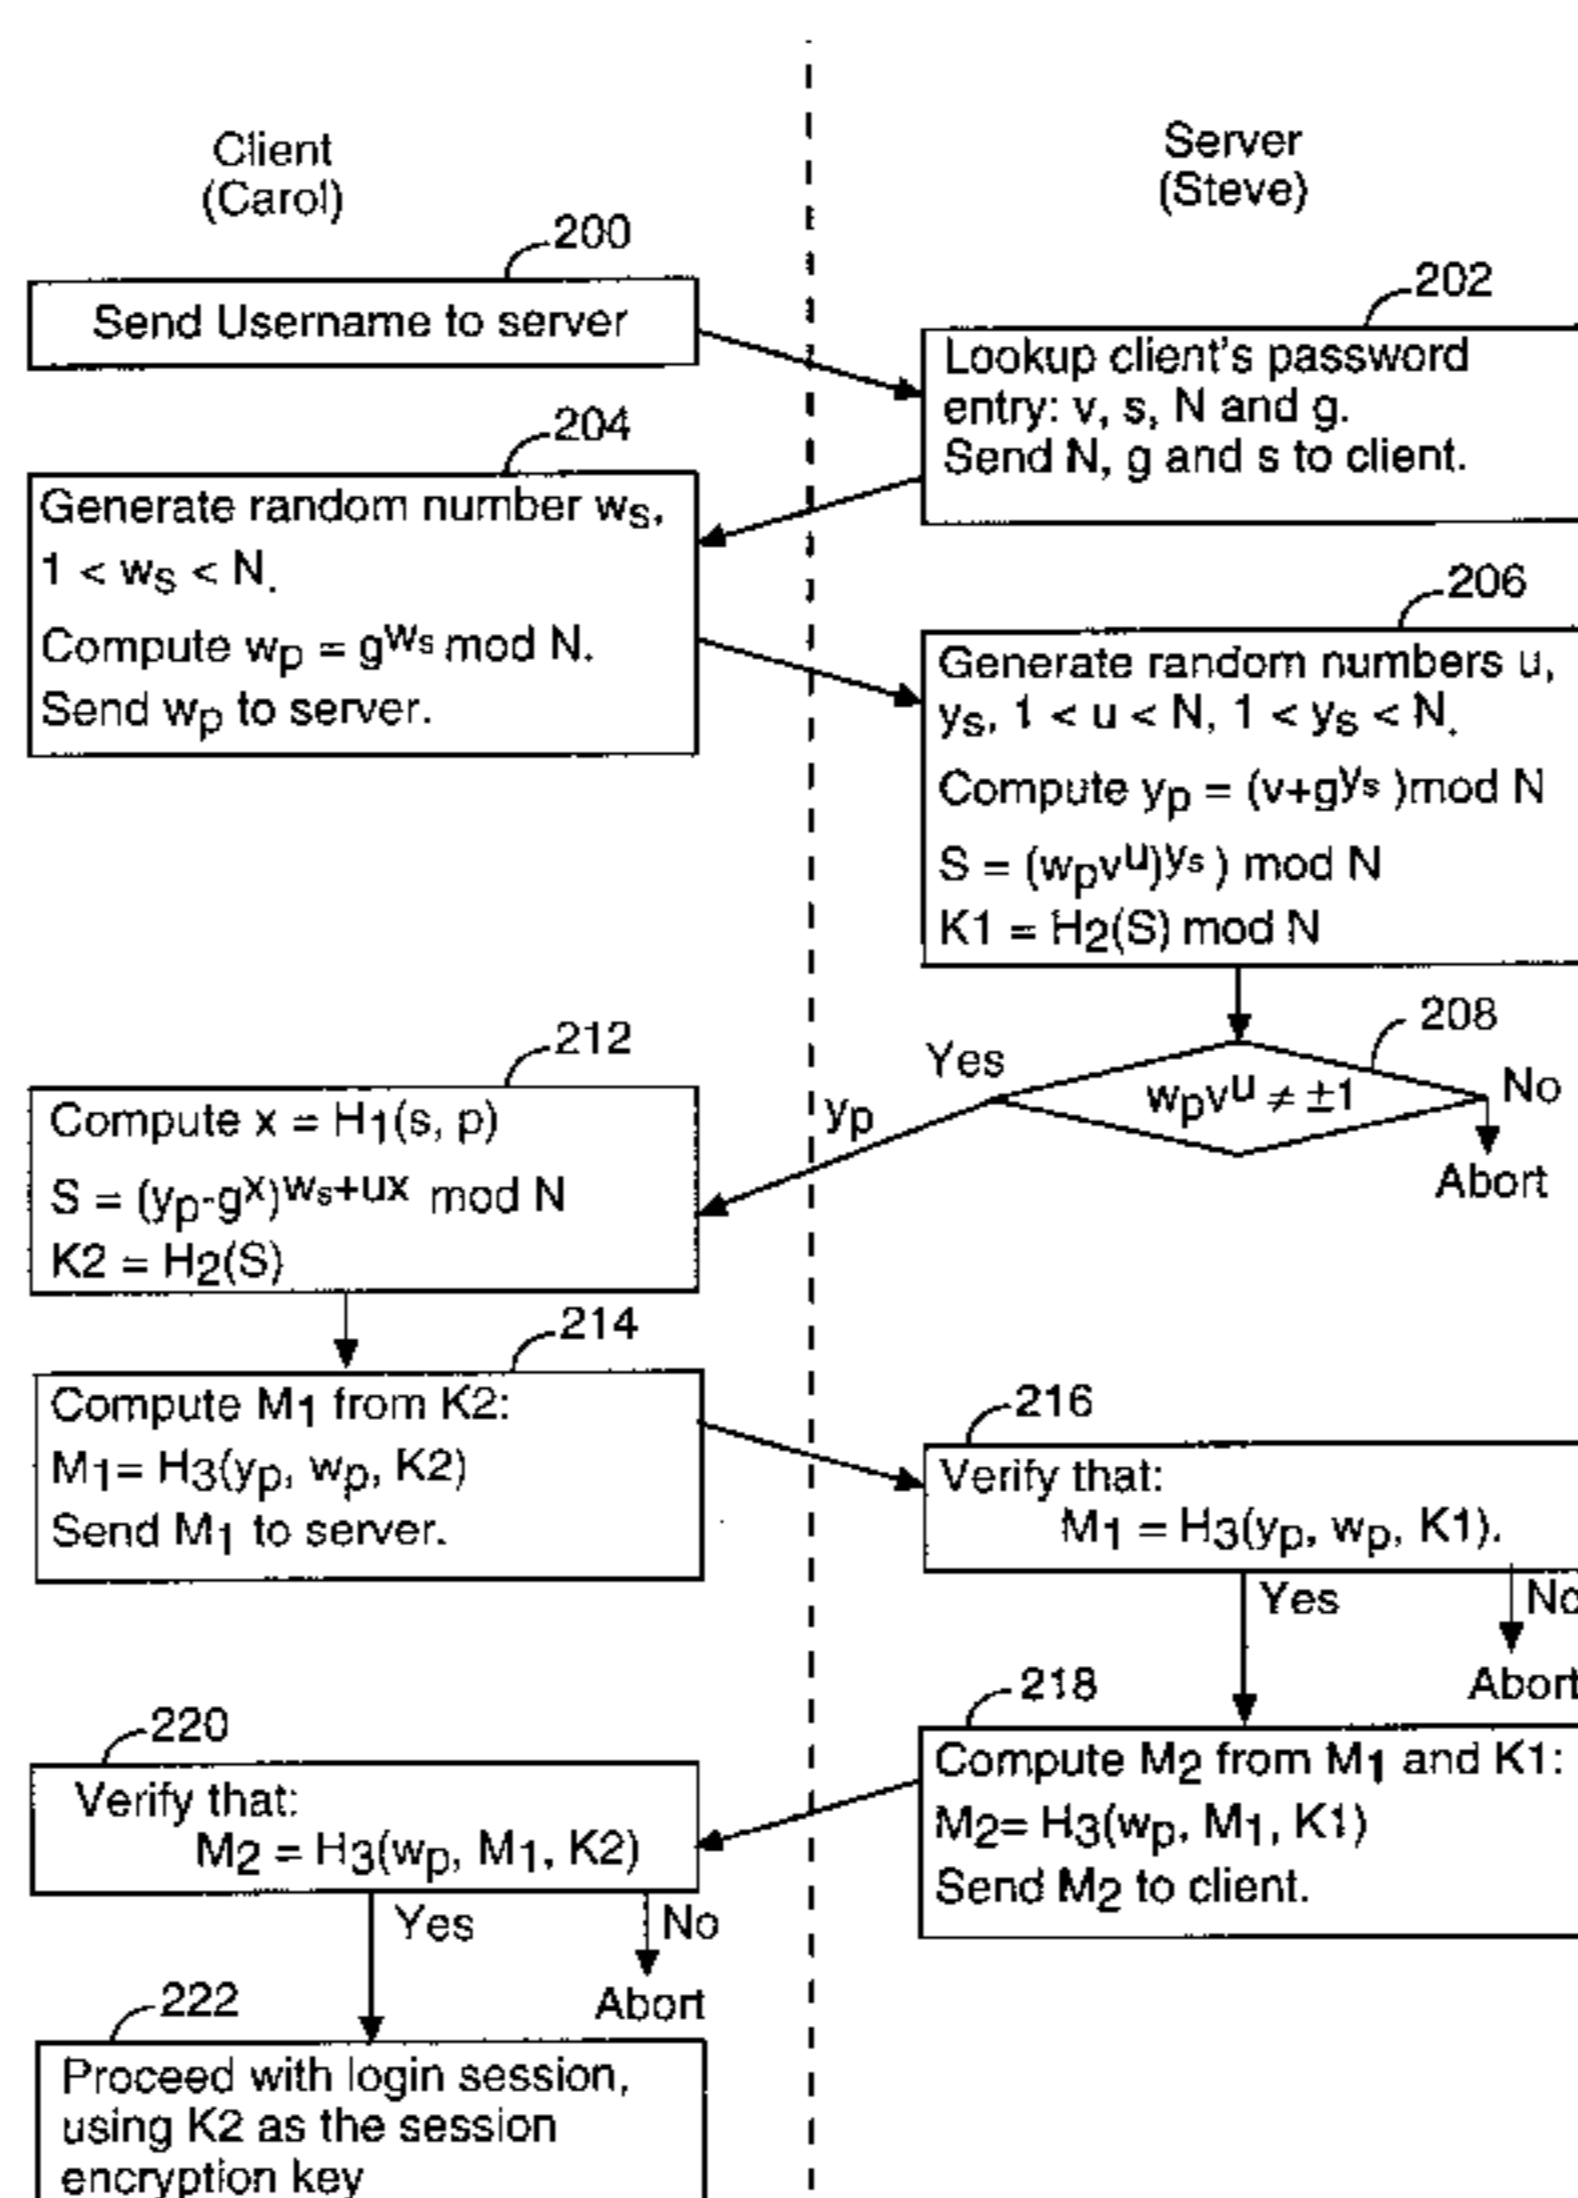 Client
(Carol)
Server
(Steve)
200
Send Username to server
202
Lookup client's password
entry: v, s, N and g.
Send N, g and s to client.
204
Generate random number wₛ,
1 < wₛ < N.
Compute wₚ = g^wₛ mod N.
Send wₚ to server.
206
Generate random numbers u,
yₛ, 1 < u < N, 1 < yₛ < N.
Compute yₚ = (v+g^yₛ )mod N
S = (wₚv^u)^yₛ ) mod N
K1 = H₂(S) mod N
208
wₚv^u ≠ ±1
Yes
No
Abort
yₚ
212
Compute x = H₁(s, p)
S = (yₚ-g^x)^wₛ+ux mod N
K2 = H₂(S)
214
Compute M₁ from K2:
M₁= H₃(yₚ, wₚ, K2)
Send M₁ to server.
216
Verify that:
M₁ = H₃(yₚ, wₚ, K1).
Yes
No
Abort
218
Compute M₂ from M₁ and K1:
M₂= H₃(wₚ, M₁, K1)
Send M₂ to client.
220
Verify that:
M₂ = H₃(wₚ, M₁, K2)
Yes
No
Abort
222
Proceed with login session,
using K2 as the session
encryption key